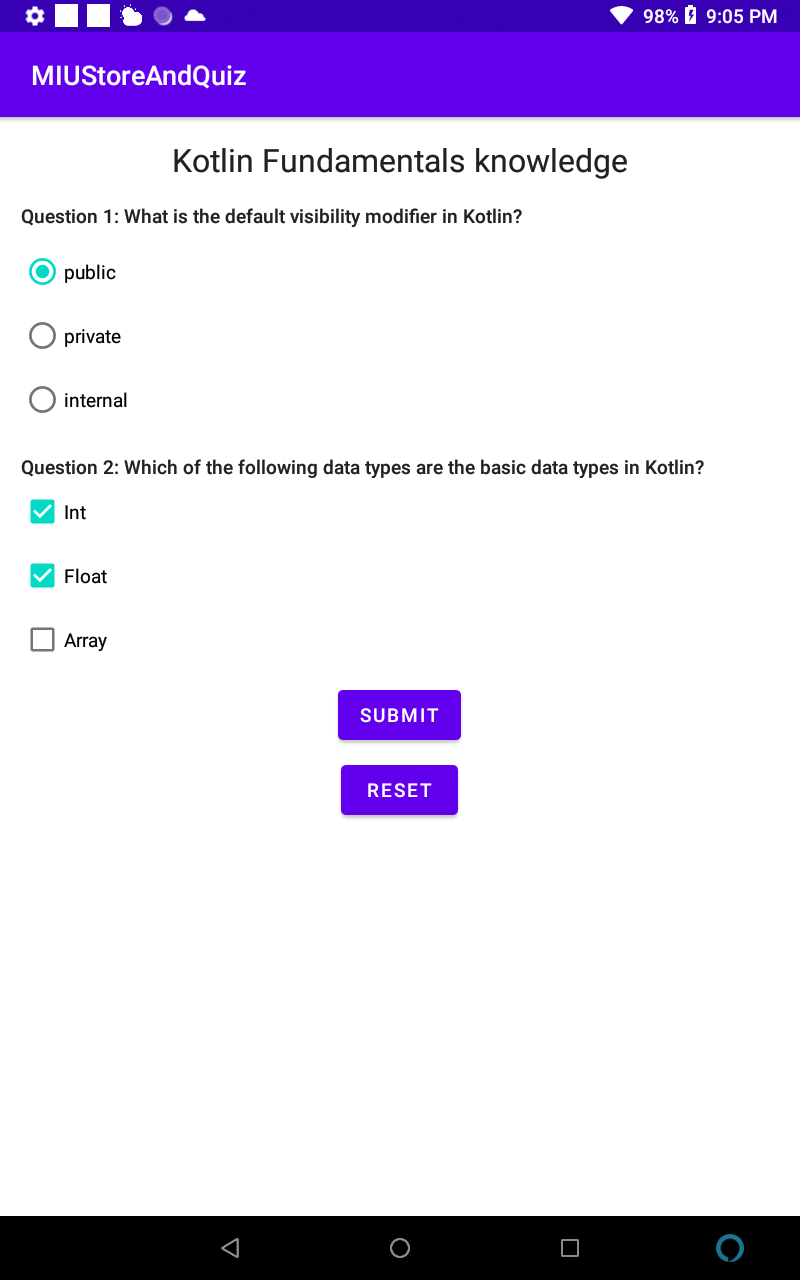 98% 9:05 PM
MIUStoreAndQuiz
Kotlin Fundamentals knowledge
Question 1: What is the default visibility modifier in Kotlin?
public
private
internal
Question 2: Which of the following data types are the basic data types in Kotlin?
Int
Float
Array
SUBMIT
RESET